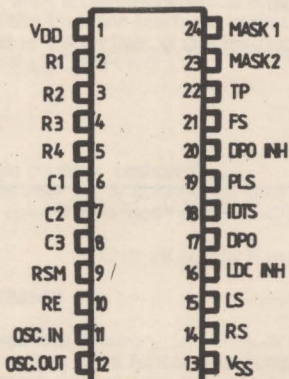 VDD 1 24 MASK 1
R1 2 23 MASK2
R2 3 22 TP
R3 4 21 FS
R4 5 20 DPO INH
C1 6 19 PLS
C2 7 18 IDTS
C3 8 17 DPO
RSM 9 16 LDC INH
RE 10 15 LS
OSC.IN 11 14 RS
OSC.OUT 12 13 VSS